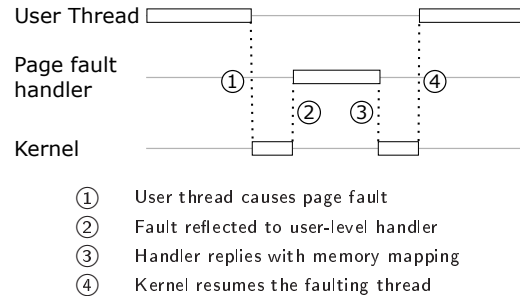 User Thread
Page fault
handler
Kernel
① ② ③ ④
① User thread causes page fault
② Fault reflected to user-level handler
③ Handler replies with memory mapping
④ Kernel resumes the faulting thread